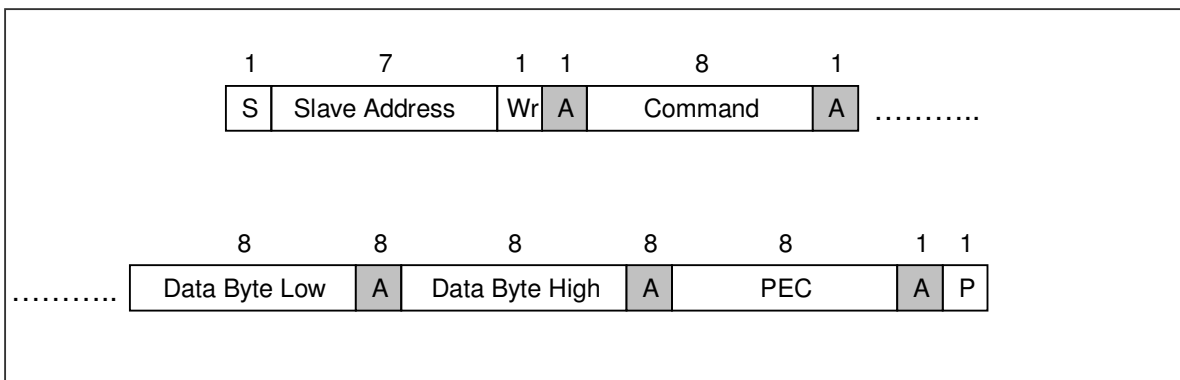 1 7 1 1 8 1
S Slave Address Wr A Command A ...........
8 8 8 8 8 1 1
........... Data Byte Low A Data Byte High A PEC A P